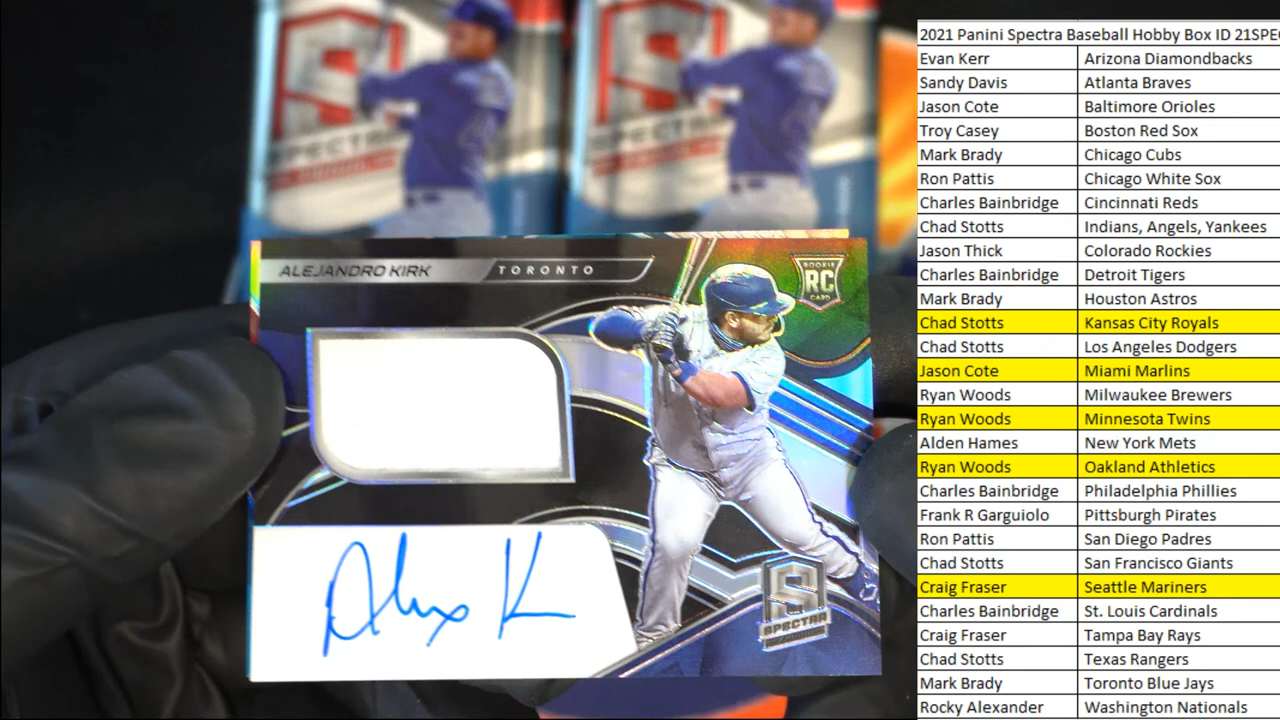 SPECTRA
SPECTRA
ALEJANDRO KIRK
TORONTO
ROOKIE
RC
CARD
Alex K
S
SPECTRA
2021 Panini Spectra Baseball Hobby Box ID 21SPE
Evan Kerr Arizona Diamondbacks
Sandy Davis Atlanta Braves
Jason Cote Baltimore Orioles
Troy Casey Boston Red Sox
Mark Brady Chicago Cubs
Ron Pattis Chicago White Sox
Charles Bainbridge Cincinnati Reds
Chad Stotts Indians, Angels, Yankees
Jason Thick Colorado Rockies
Charles Bainbridge Detroit Tigers
Mark Brady Houston Astros
Chad Stotts Kansas City Royals
Chad Stotts Los Angeles Dodgers
Jason Cote Miami Marlins
Ryan Woods Milwaukee Brewers
Ryan Woods Minnesota Twins
Alden Hames New York Mets
Ryan Woods Oakland Athletics
Charles Bainbridge Philadelphia Phillies
Frank R Garguiolo Pittsburgh Pirates
Ron Pattis San Diego Padres
Chad Stotts San Francisco Giants
Craig Fraser Seattle Mariners
Charles Bainbridge St. Louis Cardinals
Craig Fraser Tampa Bay Rays
Chad Stotts Texas Rangers
Mark Brady Toronto Blue Jays
Rocky Alexander Washington Nationals